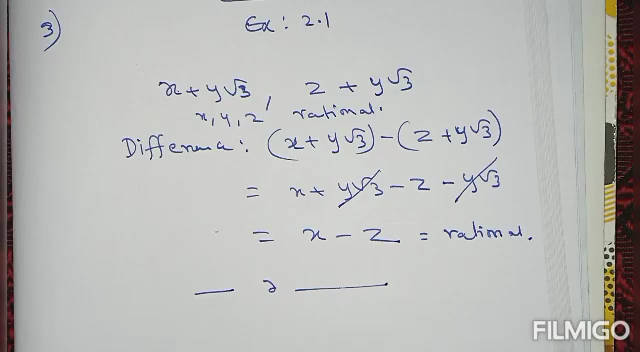 3)
Ex: 2.1
x + y√3, z + y√3
x, y, z rational.
Difference: (x + y√3) - (z + y√3)
= x + y√3 - z - y√3
= x - z = rational.
FILMIGO